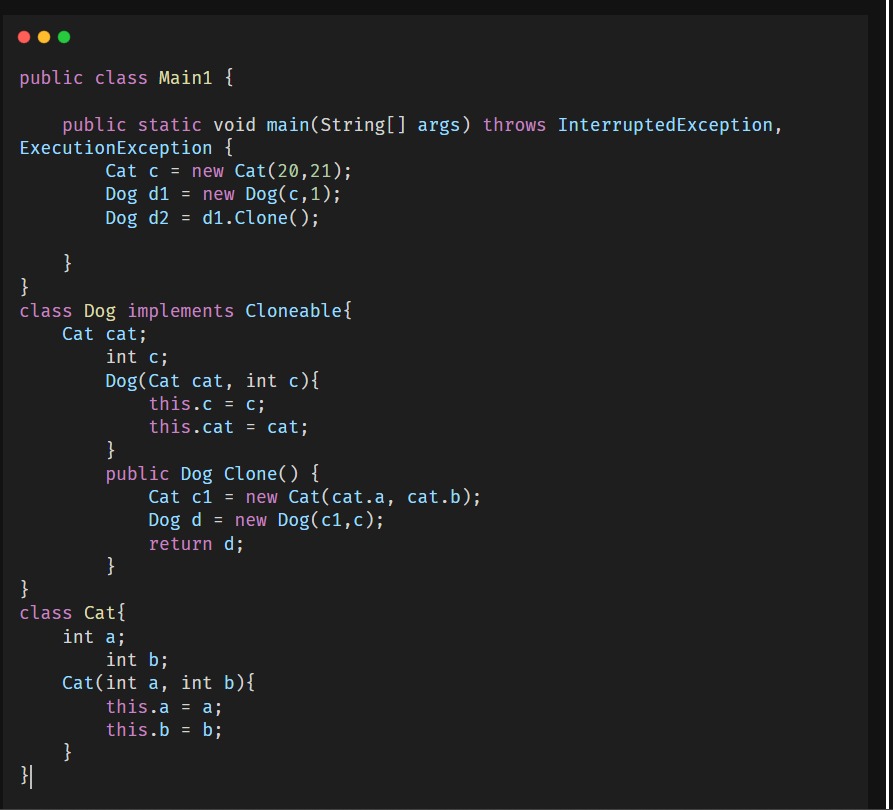 public class Main1 {
public static void main(String[] args) throws InterruptedException,
ExecutionException {
Cat c = new Cat(20,21);
Dog d1 = new Dog(c,1);
Dog d2 = d1.Clone();
}
}
class Dog implements Cloneable{
Cat cat;
int c;
Dog(Cat cat, int c){
this.c = c;
this.cat = cat;
}
public Dog Clone() {
Cat c1 = new Cat(cat.a, cat.b);
Dog d = new Dog(c1,c);
return d;
}
}
class Cat{
int a;
int b;
Cat(int a, int b){
this.a = a;
this.b = b;
}
}